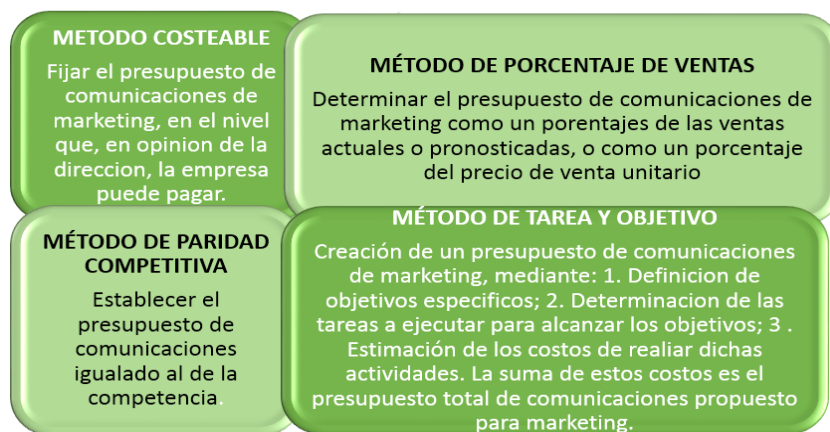 METODO COSTEABLE
Fijar el presupuesto de
comunicaciones de
marketing, en el nivel
que, en opinion de la
direccion, la empresa
puede pagar.
MÉTODO DE PORCENTAJE DE VENTAS
Determinar el presupuesto de comunicaciones de
marketing como un porentajes de las ventas
actuales o pronosticadas, o como un porcentaje
del precio de venta unitario
MÉTODO DE PARIDAD
COMPETITIVA
Establecer el
presupuesto de
comunicaciones
igualado al de la
competencia.
MÉTODO DE TAREA Y OBJETIVO
Creación de un presupuesto de comunicaciones
de marketing, mediante: 1. Definicion de
objetivos especificos; 2. Determinacion de las
tareas a ejecutar para alcanzar los objetivos; 3 .
Estimación de los costos de realiar dichas
actividades. La suma de estos costos es el
presupuesto total de comunicaciones propuesto
para marketing.